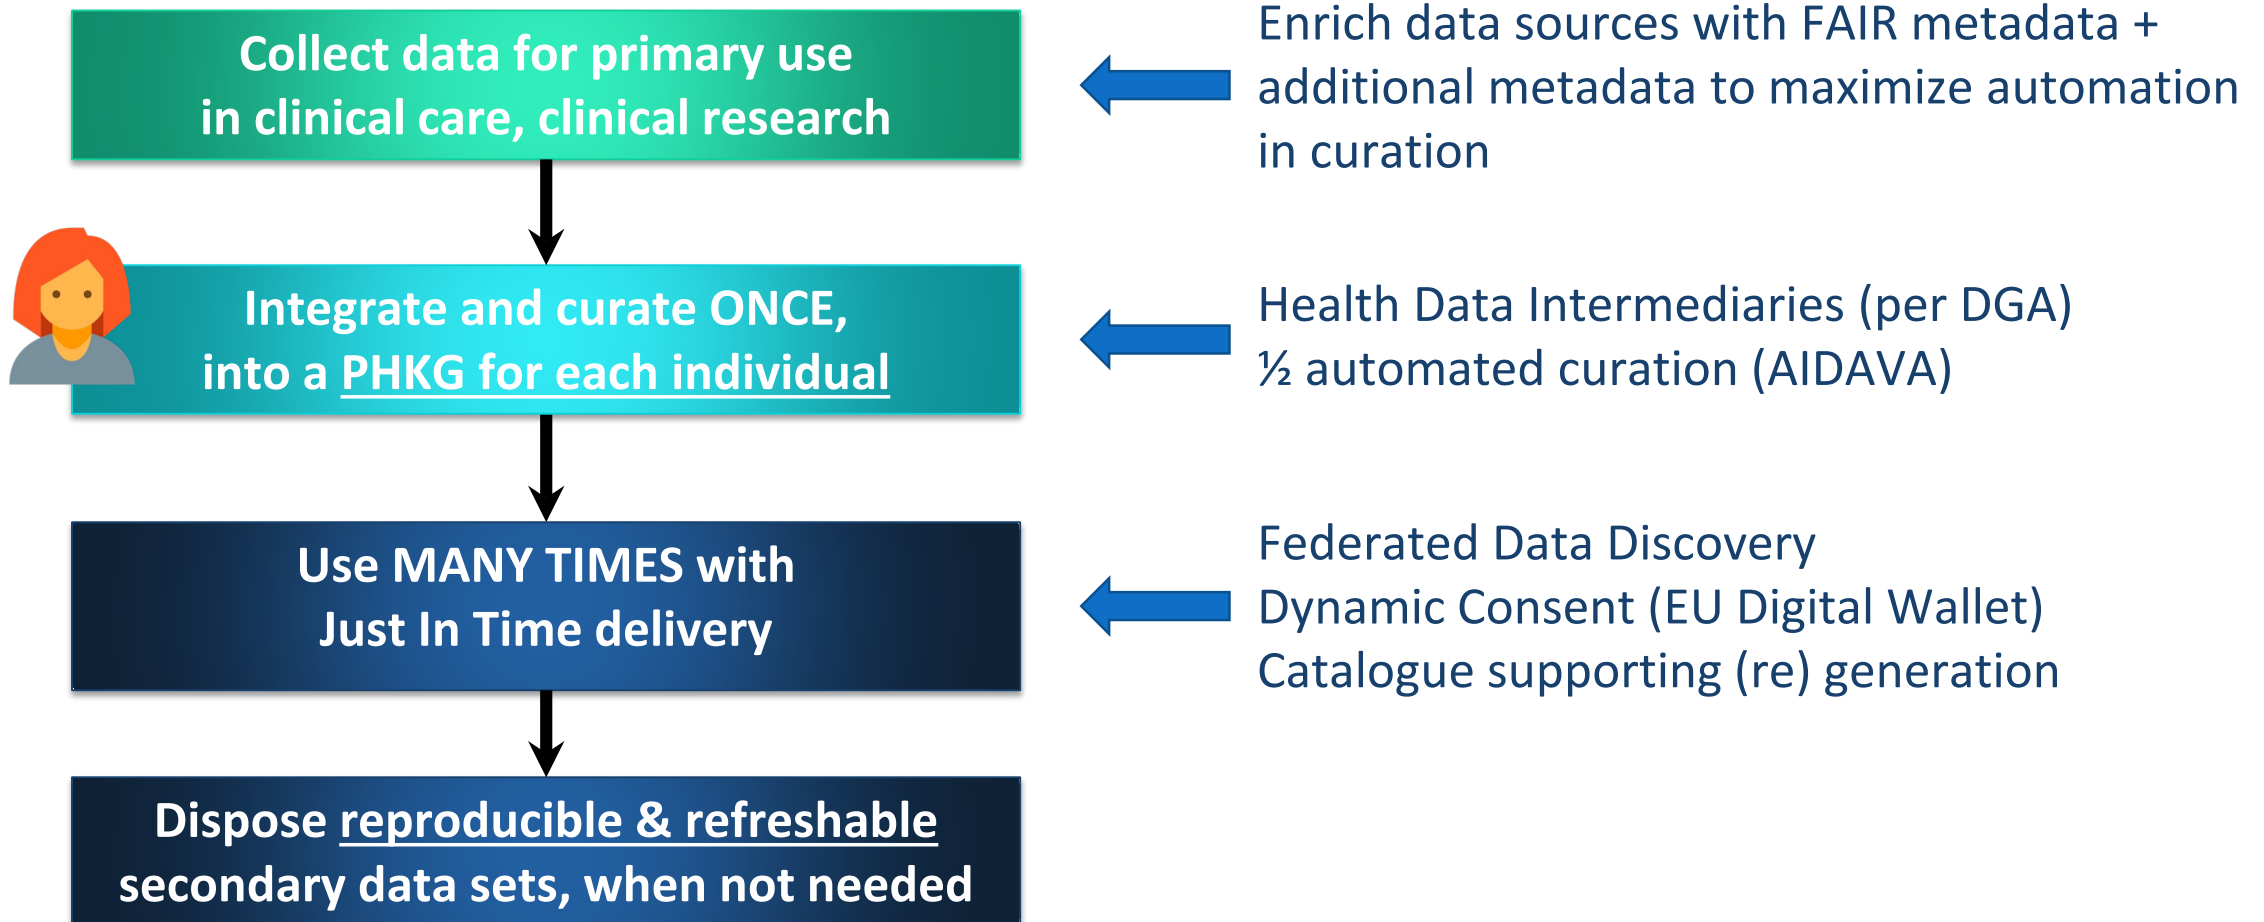 Collect data for primary use
in clinical care, clinical research
Enrich data sources with FAIR metadata +
additional metadata to maximize automation
in curation
Integrate and curate ONCE,
into a PHKG for each individual
Health Data Intermediaries (per DGA)
½ automated curation (AIDAVA)
Use MANY TIMES with
Just In Time delivery
Federated Data Discovery
Dynamic Consent (EU Digital Wallet)
Catalogue supporting (re) generation
Dispose reproducible & refreshable
secondary data sets, when not needed